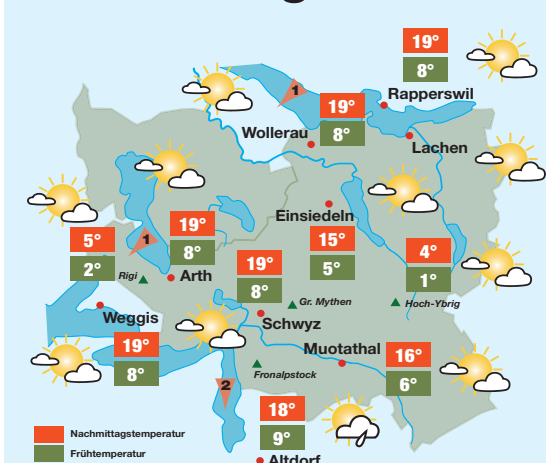 19°
8°
Rapperswil
1
19°
8°
Wollerau
Lachen
Einsiedeln
15°
5°
5°
2°
Rigi
1
19°
8°
Arth
19°
8°
4°
1°
Gr. Mythen
Hoch-Ybrig
Weggis
Schwyz
19°
8°
Muotathal
16°
6°
Fronalpstock
2
18°
9°
Nachmittagstemperatur
Frühtemperatur
Altdorf